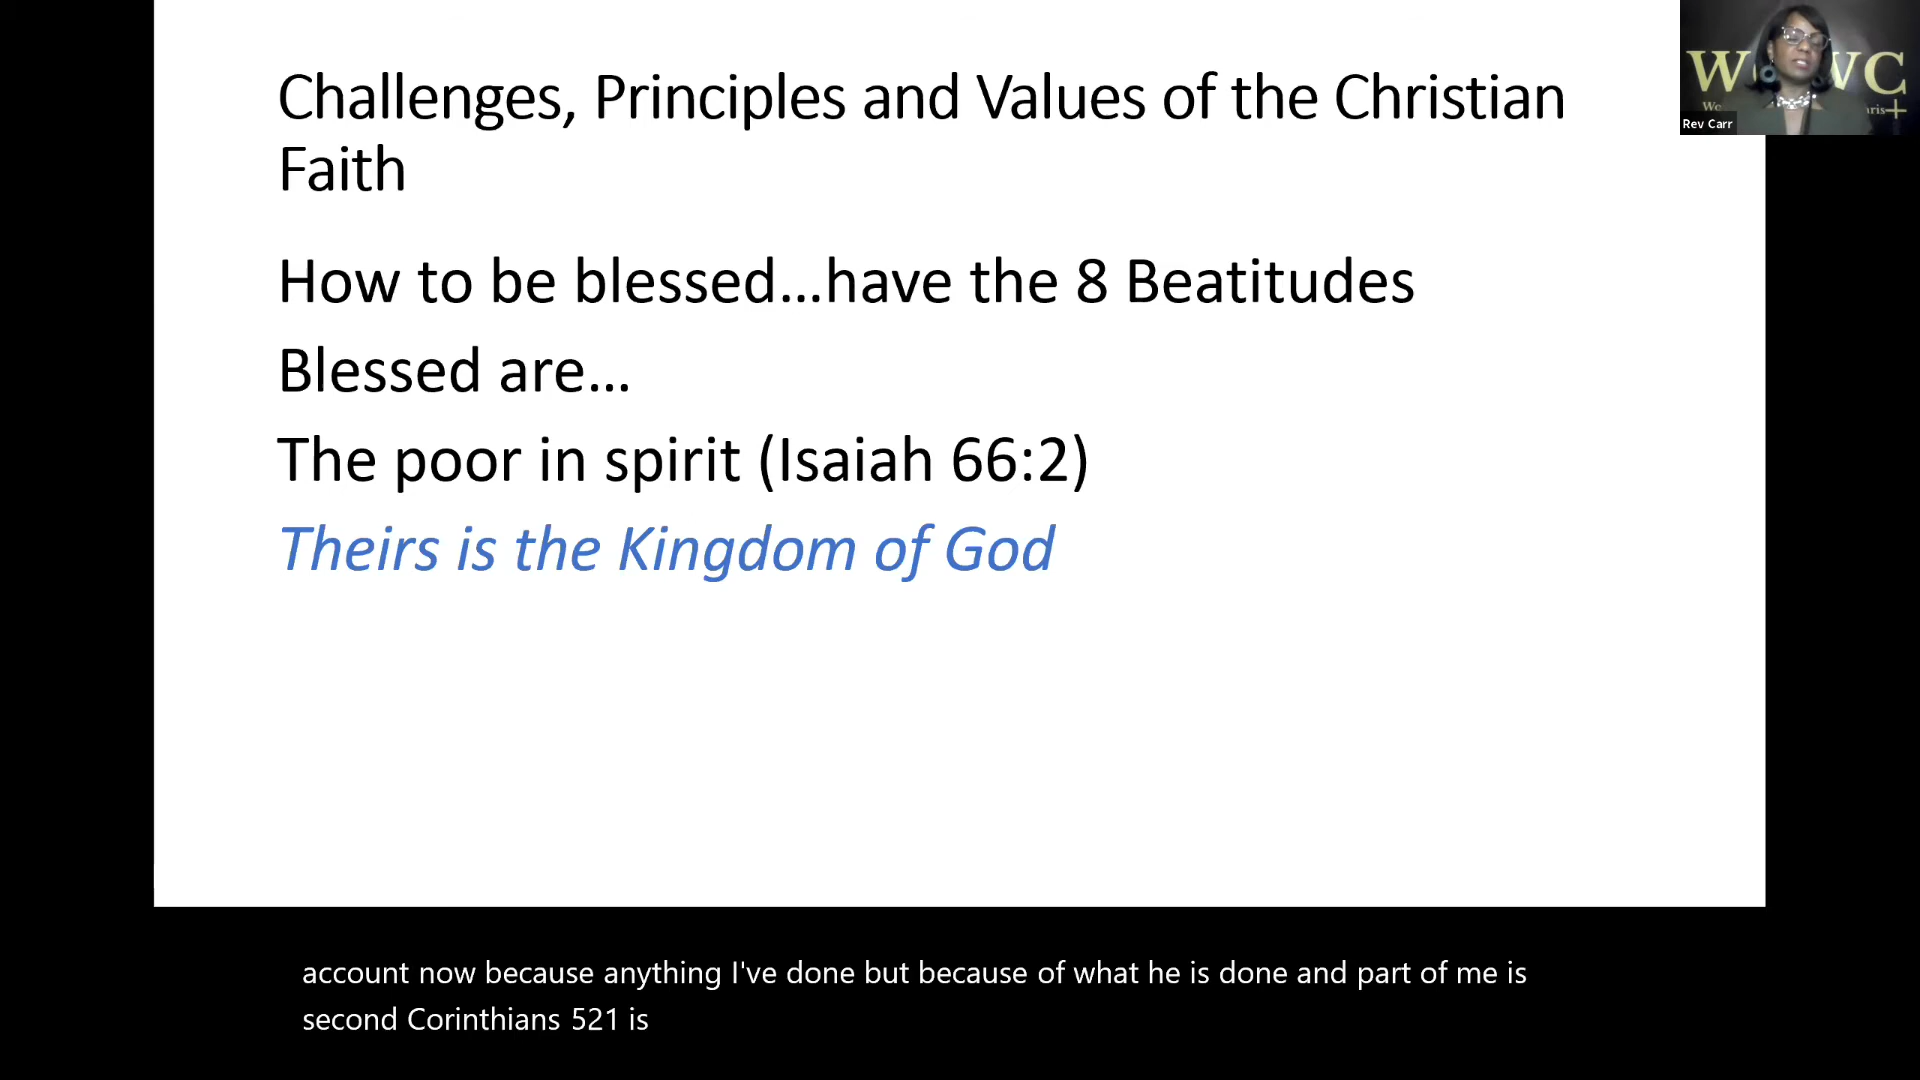 Challenges, Principles and Values of the Christian
Faith
How to be blessed...have the 8 Beatitudes
Blessed are...
The poor in spirit (Isaiah 66:2)
Theirs is the Kingdom of God
Rev Carr
account now because anything I've done but because of what he is done and part of me is
second Corinthians 521 is